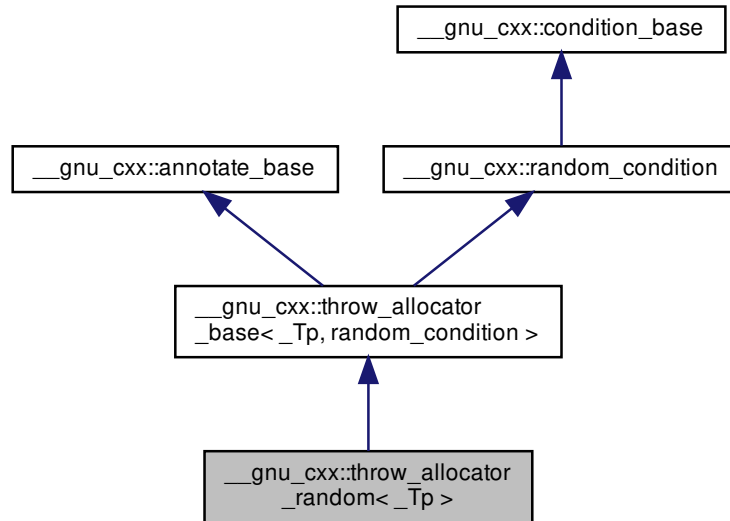 __gnu_cxx::condition_base
__gnu_cxx::annotate_base
__gnu_cxx::random_condition
__gnu_cxx::throw_allocator
_base< _Tp, random_condition >
__gnu_cxx::throw_allocator
_random< _Tp >